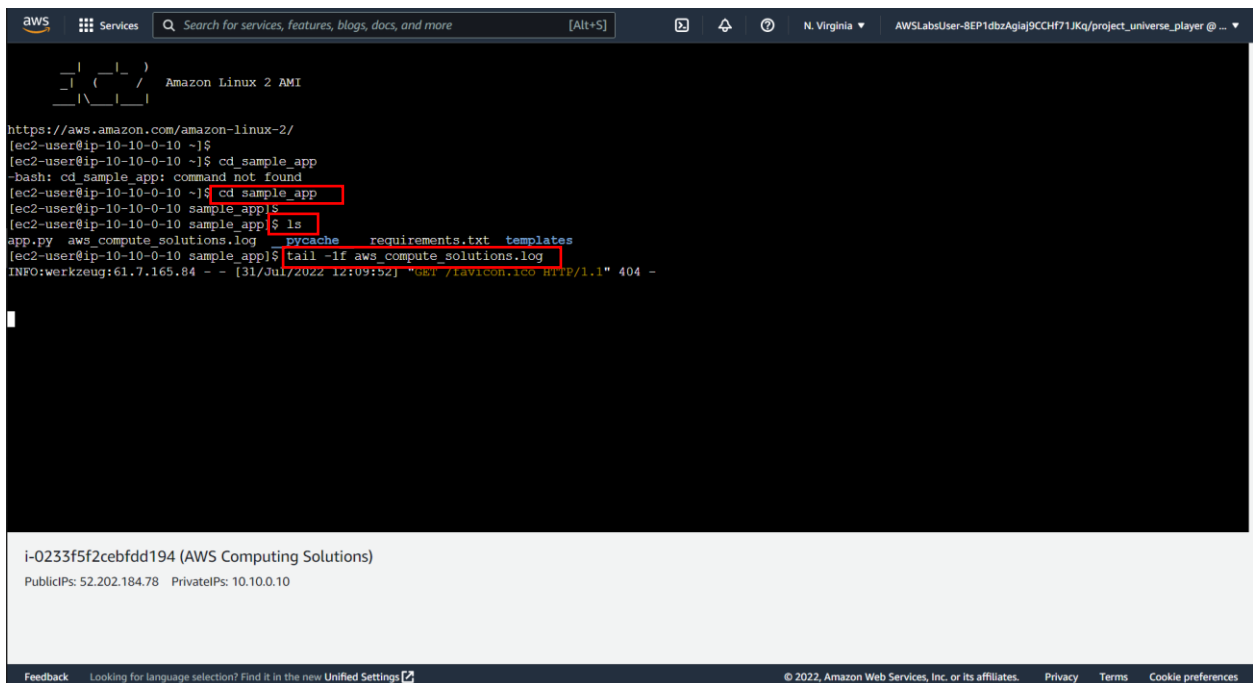 aws Services Search for services, features, blogs, docs, and more [Alt+S] N. Virginia ▼ AWSLabsUser-8EP1dbzAgiaj9CCHf71JKq/project_universe_player @ ... ▼
__| __|_ )
_| ( / Amazon Linux 2 AMI
___|\___|___|
https://aws.amazon.com/amazon-linux-2/
[ec2-user@ip-10-10-0-10 ~]$
[ec2-user@ip-10-10-0-10 ~]$ cd_sample_app
-bash: cd_sample_app: command not found
[ec2-user@ip-10-10-0-10 ~]$ cd sample_app
[ec2-user@ip-10-10-0-10 sample_app]$
[ec2-user@ip-10-10-0-10 sample_app]$ ls
app.py aws_compute_solutions.log __pycache__ requirements.txt templates
[ec2-user@ip-10-10-0-10 sample_app]$ tail -1f aws_compute_solutions.log
INFO:werkzeug:61.7.165.84 - - [31/Jul/2022 12:09:52] "GET /favicon.ico HTTP/1.1" 404 -
i-0233f5f2cebfdd194 (AWS Computing Solutions)
PublicIPs: 52.202.184.78 PrivateIPs: 10.10.0.10
Feedback Looking for language selection? Find it in the new Unified Settings © 2022, Amazon Web Services, Inc. or its affiliates. Privacy Terms Cookie preferences